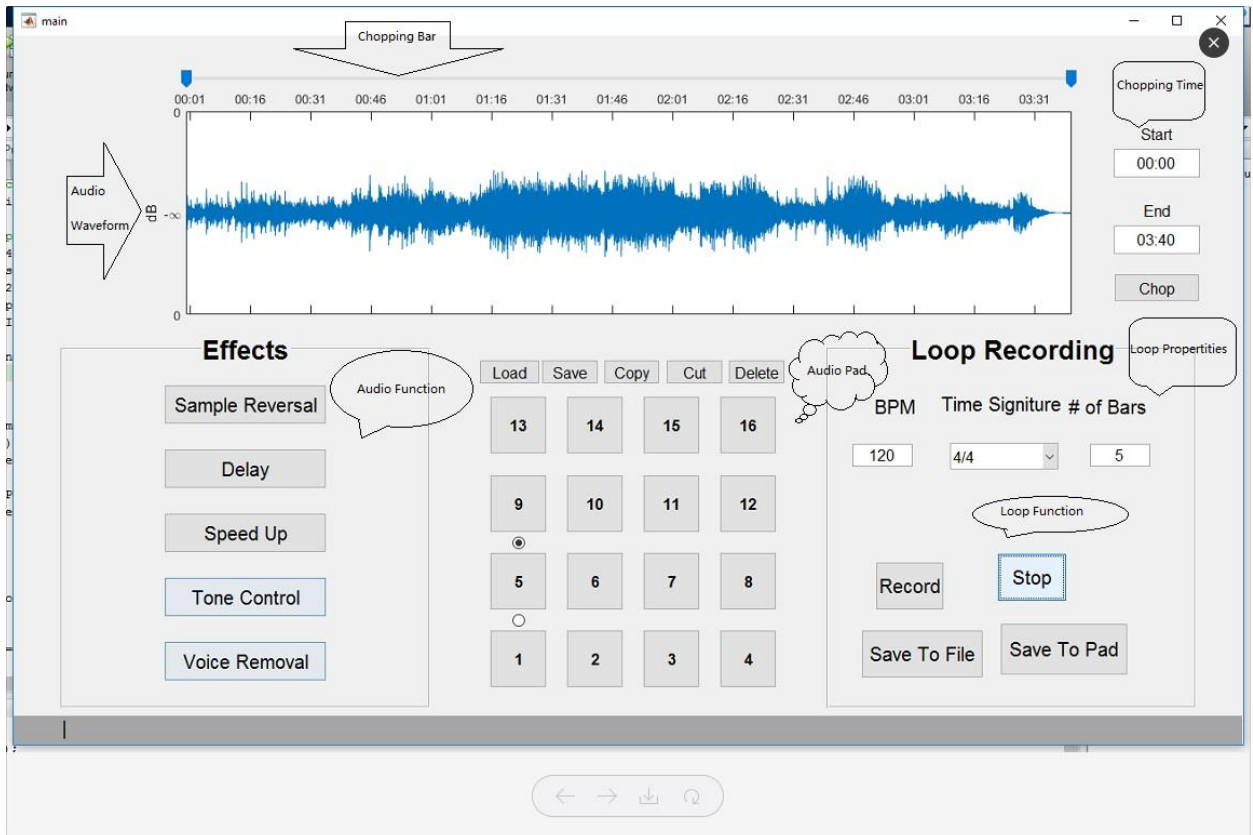 main
Chopping Bar
00:01 00:16 00:31 00:46 01:01 01:16 01:31 01:46 02:01 02:16 02:31 02:46 03:01 03:16 03:31
Chopping Time
Start
00:00
End
03:40
Chop
Audio
Waveform
dB
0
-∞
0
Effects
Audio Function
Sample Reversal
Delay
Speed Up
Tone Control
Voice Removal
Load Save Copy Cut Delete
Audio Pad
13 14 15 16
9 10 11 12
5 6 7 8
1 2 3 4
Loop Recording
Loop Propertities
BPM Time Signiture # of Bars
120 4/4 5
Loop Function
Record Stop
Save To File Save To Pad